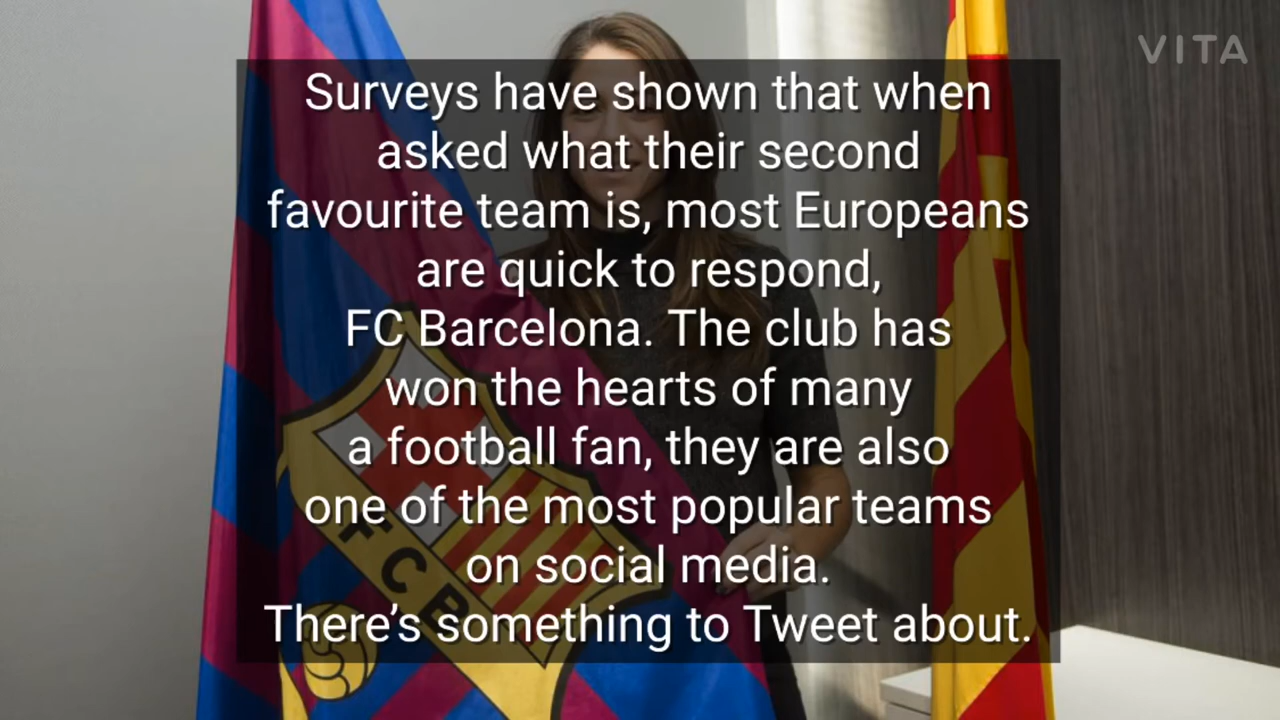 VITA
Surveys have shown that when
asked what their second
favourite team is, most Europeans
are quick to respond,
FC Barcelona. The club has
won the hearts of many
a football fan, they are also
one of the most popular teams
on social media.
There’s something to Tweet about.
FCB